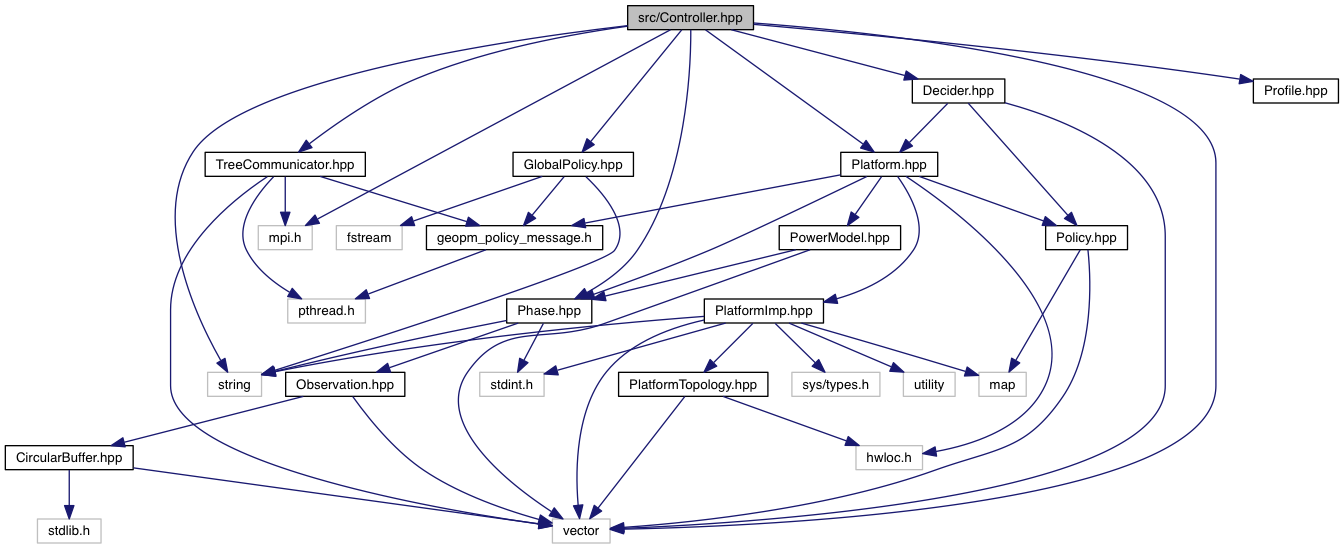 src/Controller.hpp
Decider.hpp
Profile.hpp
TreeCommunicator.hpp
GlobalPolicy.hpp
Platform.hpp
mpi.h
fstream
geopm_policy_message.h
PowerModel.hpp
Policy.hpp
pthread.h
Phase.hpp
PlatformImp.hpp
string
Observation.hpp
stdint.h
PlatformTopology.hpp
sys/types.h
utility
map
CircularBuffer.hpp
hwloc.h
stdlib.h
vector